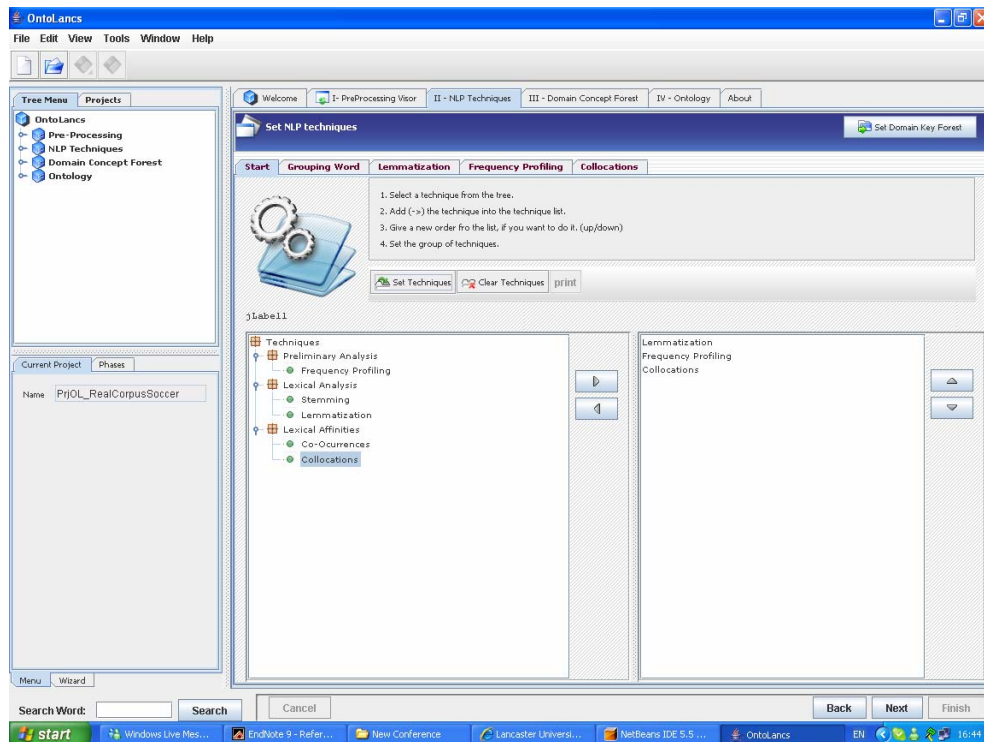 OntoLancs
File Edit View Tools Window Help
Tree Menu Projects
OntoLancs
Pre-Processing
NLP Techniques
Domain Concept Forest
Ontology
Current Project Phases
Name PrjOL_RealCorpusSoccer
Menu Wizard
Welcome I- PreProcessing Visor II - NLP Techniques III - Domain Concept Forest IV - Ontology About
Set NLP techniques Set Domain Key Forest
Start Grouping Word Lemmatization Frequency Profiling Collocations
1. Select a technique from the tree.
2. Add (->) the technique into the technique list.
3. Give a new order fro the list, if you want to do it. (up/down)
4. Set the group of techniques.
Set Techniques Clear Techniques print
jLabel1
Techniques
Preliminary Analysis
Frequency Profiling
Lexical Analysis
Stemming
Lemmatization
Lexical Affinities
Co-Ocurrences
Collocations
Lemmatization
Frequency Profiling
Collocations
Search Word: Search Cancel Back Next Finish
start Windows Live Mes... EndNote 9 - Refer... New Conference Lancaster Universi... NetBeans IDE 5.5 ... OntoLancs EN 16:44